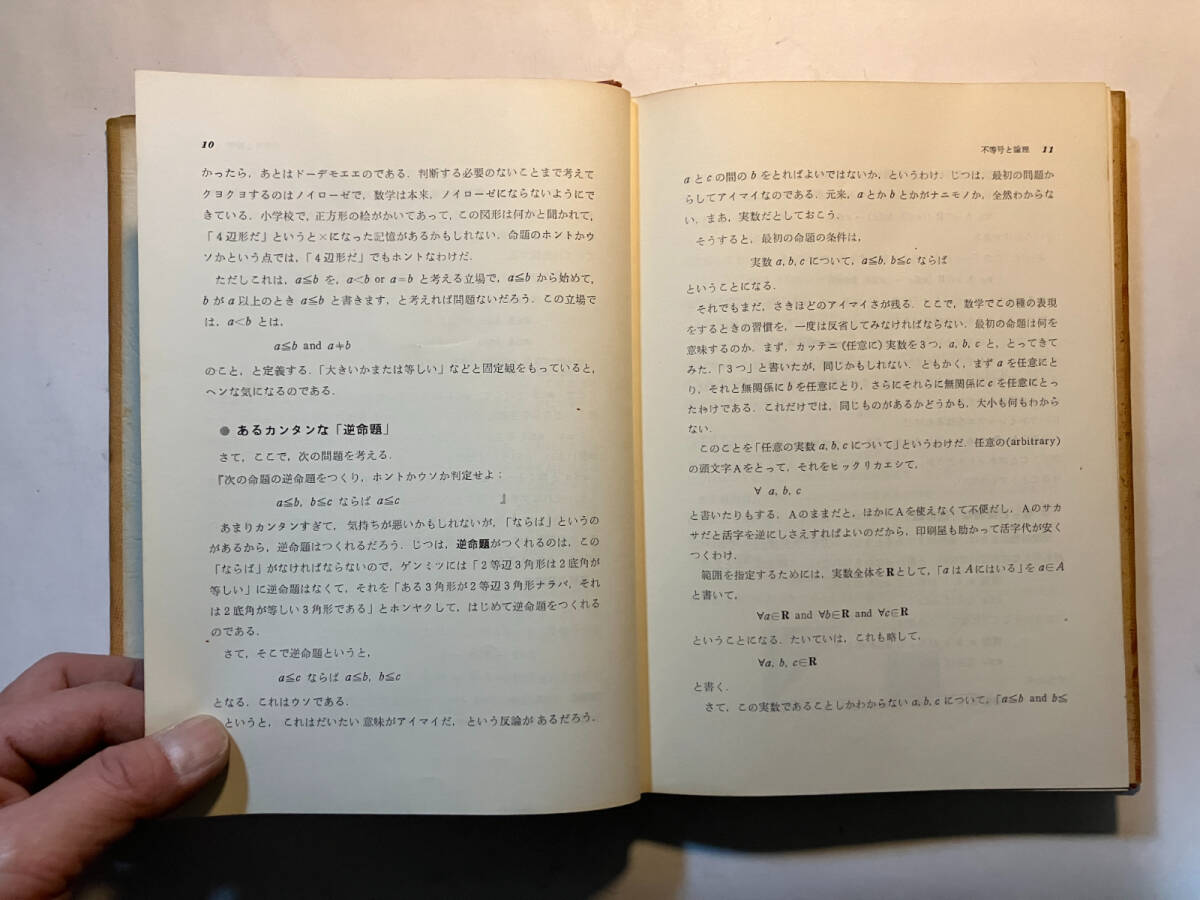 10
かったら，あとはドーデモエエのである．判断する必要のないことまで考えて
クヨクヨするのはノイローゼで，数学は本来，ノイローゼにならないようにで
きている．小学校で，正方形の絵がかいてあって，この図形は何かと聞かれて，
「4辺形だ」というと×になった記憶があるかもしれない．命題のホントかウ
ソかという点では，「4辺形だ」でもホントなわけだ．
ただしこれは，a≦b を，a<b or a=b と考える立場で，a≦b から始めて，
b が a 以上のとき a≦b と書きます，と考えれば問題ないだろう．この立場で
は，a<b とは，
a≦b and a≠b
のこと，と定義する．「大きいかまたは等しい」などと固定観をもっていると，
ヘンな気になるのである．
● あるカンタンな「逆命題」
さて，ここで，次の問題を考える．
『次の命題の逆命題をつくり，ホントかウソか判定せよ：
a≦b, b≦c ならば a≦c 』
あまりカンタンすぎて，気持ちが悪いかもしれないが，「ならば」というの
があるから，逆命題はつくれるだろう．じつは，逆命題がつくれるのは，この
「ならば」がなければならないので，ゲンミツには「2等辺3角形は2底角が
等しい」に逆命題はなくて，それを「ある3角形が2等辺3角形ナラバ，それ
は2底角が等しい3角形である」とホンヤクして，はじめて逆命題をつくれる
のである．
さて，そこで逆命題というと，
a≦c ならば a≦b, b≦c
となる．これはウソである．
というと，これはだいたい意味がアイマイだ，という反論があるだろう．
不等号と論理 11
a と c の間の b をとればよいではないか，というわけ．じつは，最初の問題か
らしてアイマイなのである．元来，a とか b とかがナニモノか，全然わからな
い．まあ，実数だとしておこう．
そうすると，最初の命題の条件は，
実数 a, b, c について，a≦b, b≦c ならば
ということになる．
それでもまだ，さきほどのアイマイさが残る．ここで，数学でこの種の表現
をするときの習慣を，一度は反省してみなければならない．最初の命題は何を
意味するのか．まず，カッテニ（任意に）実数を3つ，a, b, c と，とってきて
みた．「3つ」と書いたが，同じかもしれない．ともかく，まず a を任意にと
り，それと無関係に b を任意にとり，さらにそれらに無関係に c を任意にとっ
たわけである．これだけでは，同じものがあるかどうかも，大小も何もわから
ない．
このことを「任意の実数 a, b, c について」というわけだ．任意の(arbitrary)
の頭文字Aをとって，それをヒックリカエシて，
∀ a, b, c
と書いたりもする．Aのままだと，ほかにAを使えなくて不便だし，Aのサカ
サだと活字を逆にしさえすればよいのだから，印刷屋も助かって活字代が安く
つくわけ．
範囲を指定するためには，実数全体をRとして，「a は A にはいる」を a∈A
と書いて，
∀a∈R and ∀b∈R and ∀c∈R
ということになる．たいていは，これも略して，
∀a, b, c∈R
と書く．
さて，この実数であることしかわからない a, b, c について，「a≦b and b≦